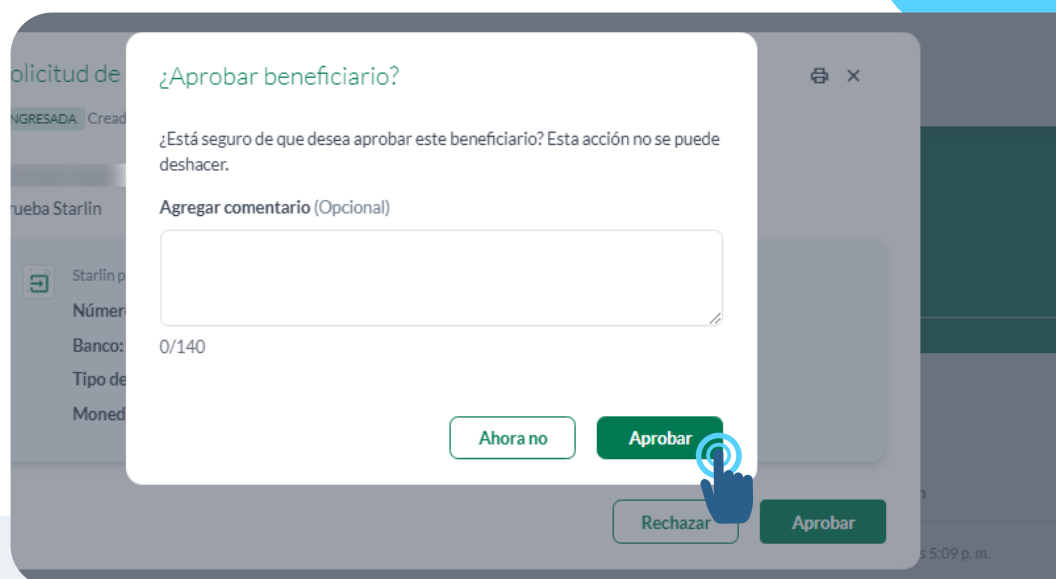 olicitud de
¿Aprobar beneficiario?
NGRESADA Cread
¿Está seguro de que desea aprobar este beneficiario? Esta acción no se puede
deshacer.
rueba Starlin
Agregar comentario (Opcional)
Starlin p
Númer
Banco:
0/140
Tipo de
Moned
Ahora no
Aprobar
Rechazar
Aprobar
s 5:09 p. m.